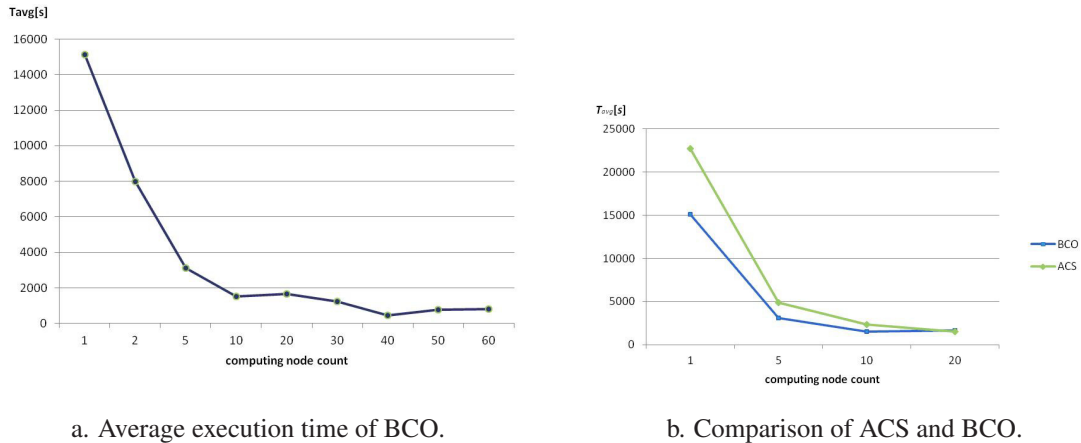 Tavg[s]
16000
14000
12000
10000
8000
6000
4000
2000
0
1 2 5 10 20 30 40 50 60
computing node count
a. Average execution time of BCO.
Tavg[s]
25000
20000
15000
10000
5000
0
1 5 10 20
computing node count
BCO
ACS
b. Comparison of ACS and BCO.